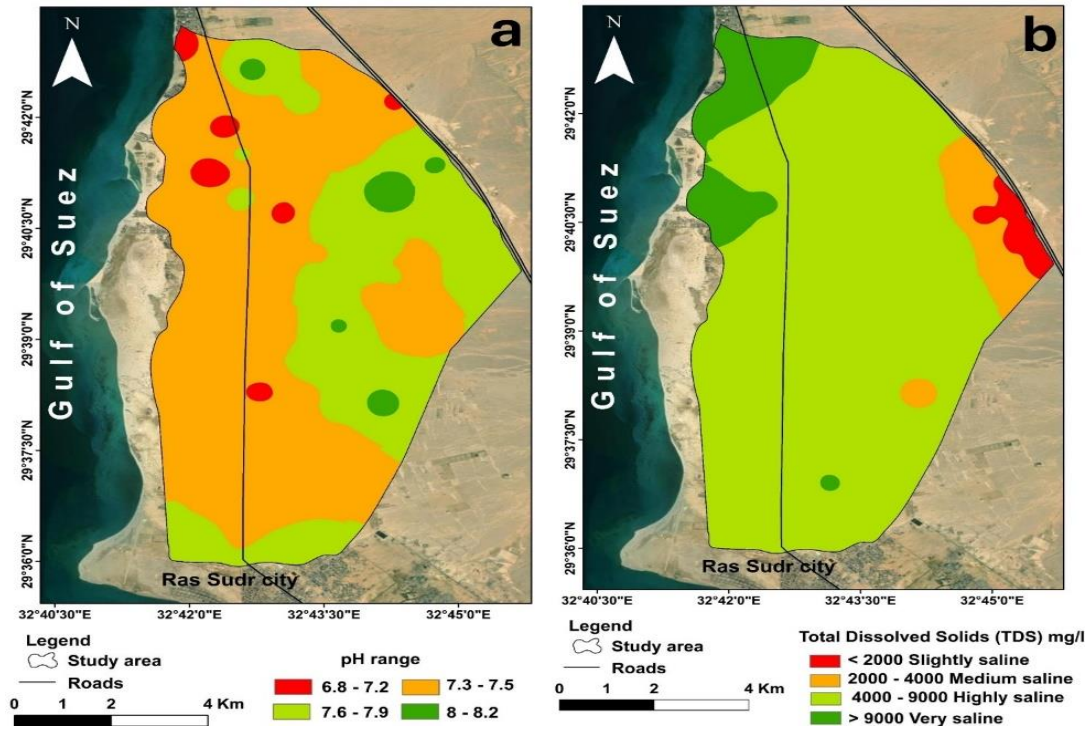 a
N
29°42'0"N
29°40'30"N
29°39'0"N
29°37'30"N
29°36'0"N
Gulf of Suez
Ras Sudr city
32°40'30"E
32°42'0"E
32°43'30"E
32°45'0"E
Legend
Study area
Roads
0
2
4 Km
pH range
6.8 - 7.2
7.3 - 7.5
7.6 - 7.9
8 - 8.2
b
N
29°42'0"N
29°40'30"N
29°39'0"N
29°37'30"N
29°36'0"N
Gulf of Suez
Ras Sudr city
32°40'30"E
32°42'0"E
32°43'30"E
32°45'0"E
Legend
Study area
Roads
0
2
4 Km
Total Dissolved Solids (TDS) mg/l
< 2000 Slightly saline
2000 - 4000 Medium saline
4000 - 9000 Highly saline
> 9000 Very saline